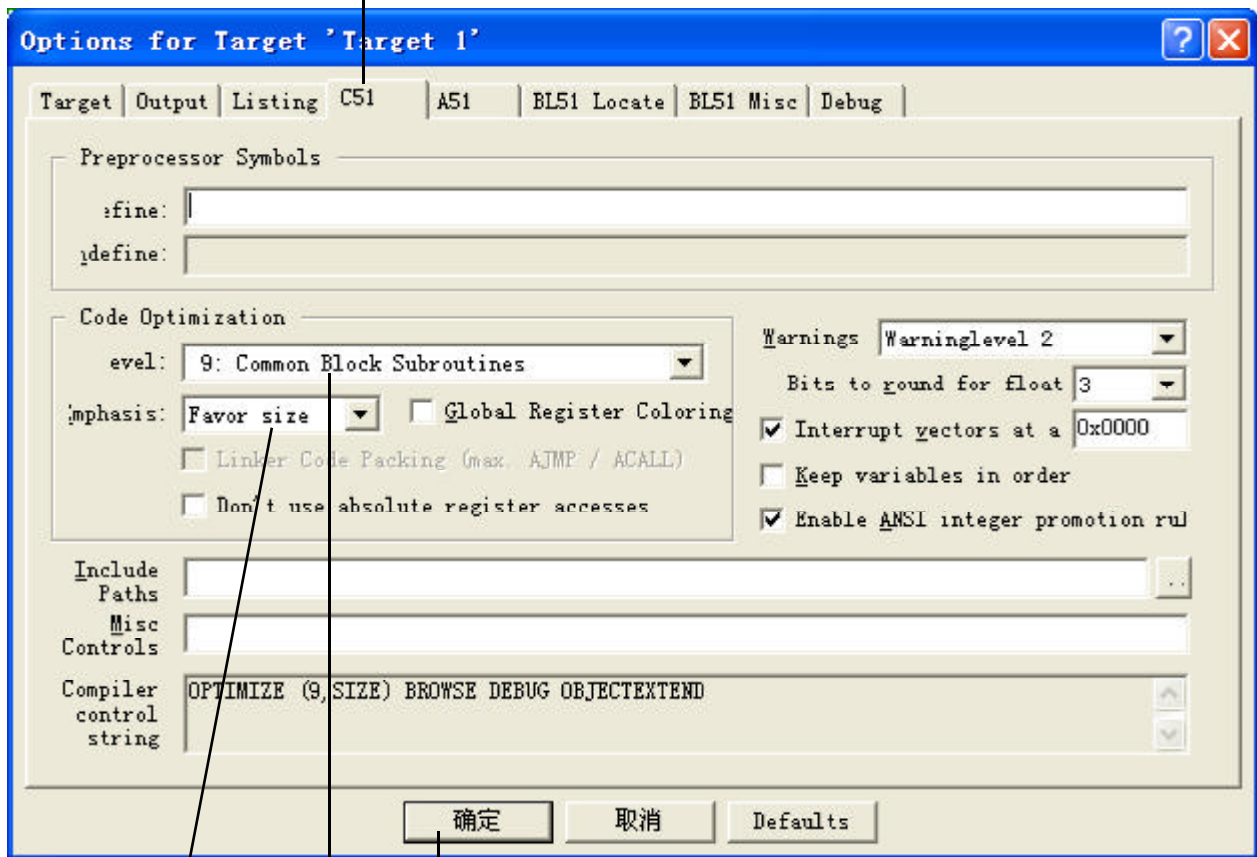 Options for Target 'Target 1'
Target Output Listing C51 A51 BL51 Locate BL51 Misc Debug
Preprocessor Symbols
efine:
define:
Code Optimization
evel: 9: Common Block Subroutines
Warnings Warninglevel 2
Bits to round for float 3
mphasis: Favor size Global Register Coloring
Interrupt vectors at a 0x0000
Linker Code Packing (max. AJMP / ACALL)
Keep variables in order
Don't use absolute register accesses
Enable ANSI integer promotion rul
Include
Paths
..
Misc
Controls
Compiler
control
string
OPTIMIZE (9,SIZE) BROWSE DEBUG OBJECTEXTEND
确定 取消 Defaults